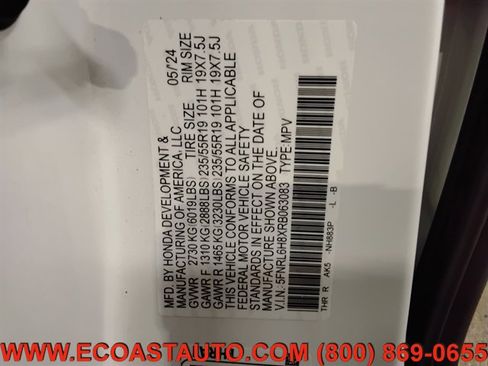 MFD. BY HONDA DEVELOPMENT & 05/'24
MANUFACTURING OF AMERICA, LLC
GVWR 2730 KG(6019LBS) TIRE SIZE RIM SIZE
GAWR F 1310 KG(2888LBS) 235/55R19 101H 19X7.5J
GAWR R 1465 KG(3230LBS) 235/55R19 101H 19X7.5J
THIS VEHICLE CONFORMS TO ALL APPLICABLE
FEDERAL MOTOR VEHICLE SAFETY
STANDARDS IN EFFECT ON THE DATE OF
MANUFACTURE SHOWN ABOVE.
V.I.N: 5FNRL6H8XRB063083 TYPE:MPV
THR R AK5 -NH883P -L -B
WWW.ECOASTAUTO.COM (800) 869-0655